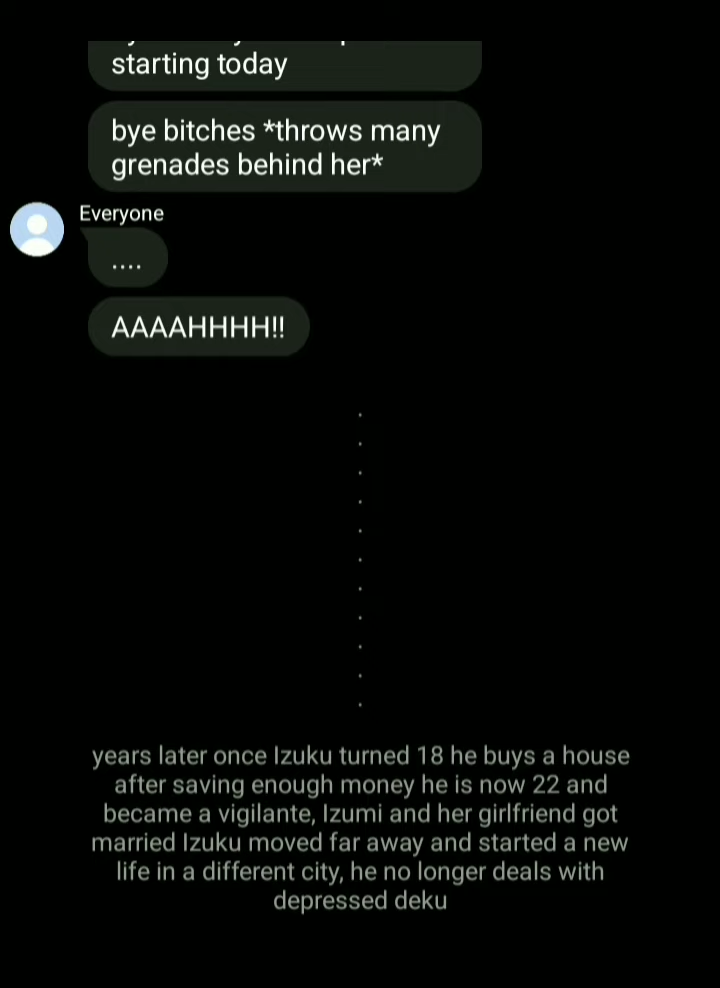 starting today
bye bitches *throws many
grenades behind her*
Everyone
....
AAAAHHHH!!
.
.
.
.
.
.
.
.
.
.
.
years later once Izuku turned 18 he buys a house
after saving enough money he is now 22 and
became a vigilante, Izumi and her girlfriend got
married Izuku moved far away and started a new
life in a different city, he no longer deals with
depressed deku